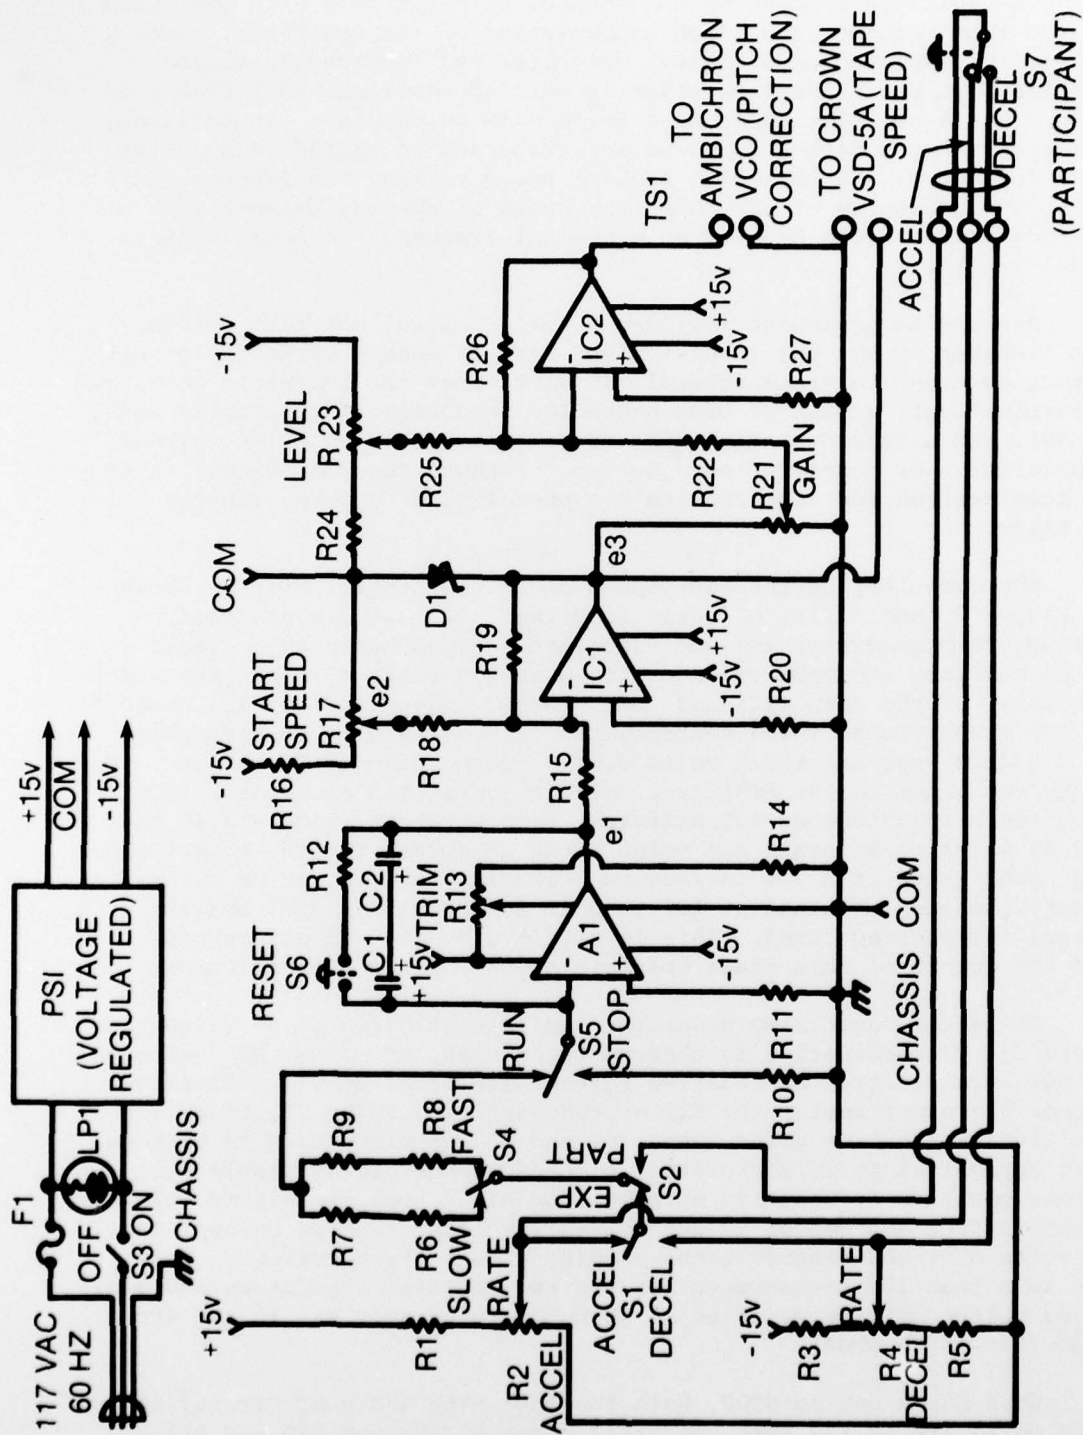 117 VAC
60 HZ
F1
OFF
LP1
S3 ON
CHASSIS
PSI
(VOLTAGE
REGULATED)
+15v
COM
-15v
+15v
R1
R2
ACCEL
RATE
SLOW
R6
R7
R9
R8
FAST
S4
EXP
PART
S2
ACCEL
S1
DECEL
-15v
R3
RATE
R4
DECEL
R5
RESET
S6
R12
C1
C2
+
+
+15v
TRIM
R13
RUN
S5
STOP
-
+
A1
-15v
e1
R10
R11
R14
CHASSIS
COM
-15v
R16
START
SPEED
R17
e2
R18
R15
COM
R24
LEVEL
R 23
-15v
D1
R19
-
+
IC1
-15v
+15v
R20
e3
R25
R26
R22
R21
GAIN
-
+
IC2
-15v
+15v
R27
TS1
TO
AMBICHRON
VCO (PITCH
CORRECTION)
TO CROWN
VSD-5A (TAPE
SPEED)
ACCEL
DECEL
S7
(PARTICIPANT)